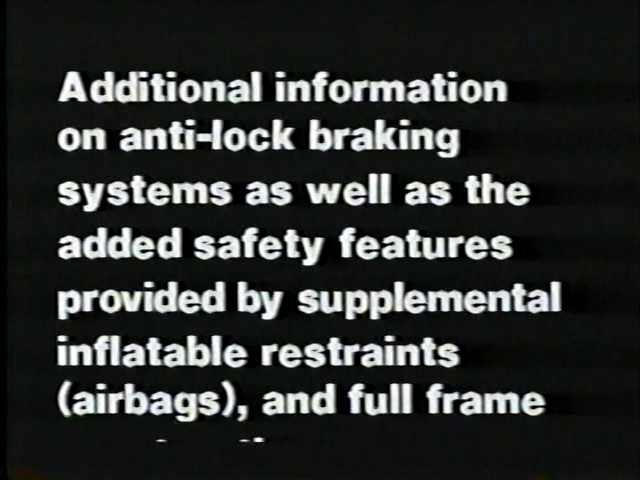 Additional information
on anti-lock braking
systems as well as the
added safety features
provided by supplemental
inflatable restraints
(airbags), and full frame